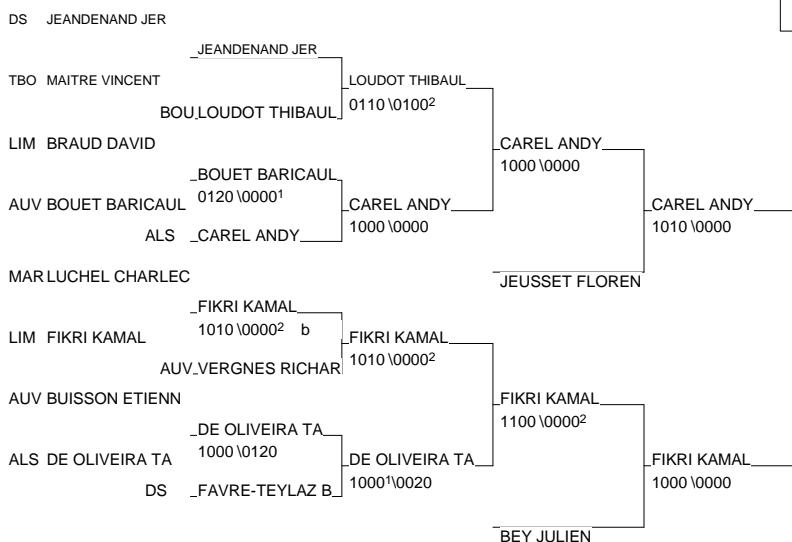 DS JEANDENAND JER
JEANDENAND JER
TBO MAITRE VINCENT
LOUDOT THIBAUL
0110 \0100²
BOU LOUDOT THIBAUL
LIM BRAUD DAVID
CAREL ANDY
1000 \0000
BOUET BARICAUL
0120 \0000¹
AUV BOUET BARICAUL
CAREL ANDY
1000 \0000
CAREL ANDY
1010 \0000
ALS CAREL ANDY
MAR LUCHEL CHARLEC
JEUSSET FLOREN
FIKRI KAMAL
1010 \0000² b
LIM FIKRI KAMAL
FIKRI KAMAL
1010 \0000²
AUV VERGNES RICHAR
AUV BUISSON ETIENN
FIKRI KAMAL
1100 \0000²
DE OLIVEIRA TA
1000 \0120
ALS DE OLIVEIRA TA
DE OLIVEIRA TA
1000¹\0020
FIKRI KAMAL
1000 \0000
DS FAVRE-TEYLAZ B
BEY JULIEN